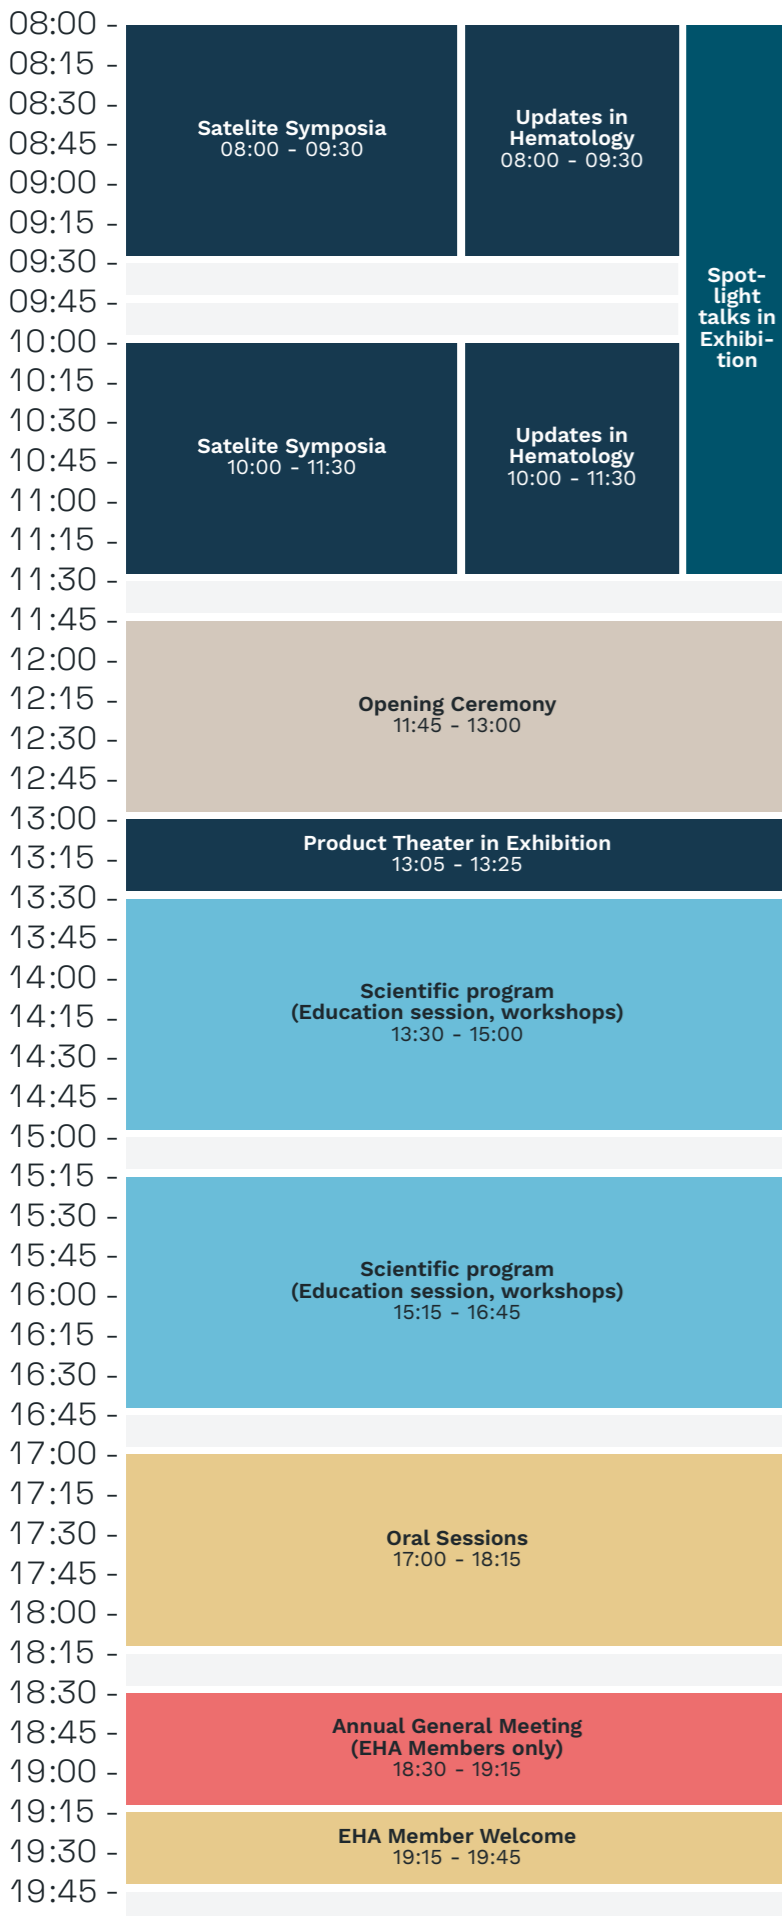 08:00 -
08:15 -
08:30 -
08:45 -
09:00 -
09:15 -
09:30 -
09:45 -
10:00 -
10:15 -
10:30 -
10:45 -
11:00 -
11:15 -
11:30 -
11:45 -
12:00 -
12:15 -
12:30 -
12:45 -
13:00 -
13:15 -
13:30 -
13:45 -
14:00 -
14:15 -
14:30 -
14:45 -
15:00 -
15:15 -
15:30 -
15:45 -
16:00 -
16:15 -
16:30 -
16:45 -
17:00 -
17:15 -
17:30 -
17:45 -
18:00 -
18:15 -
18:30 -
18:45 -
19:00 -
19:15 -
19:30 -
19:45 -
Satelite Symposia
08:00 - 09:30
Updates in
Hematology
08:00 - 09:30
Spot-
light
talks in
Exhibi-
tion
Satelite Symposia
10:00 - 11:30
Updates in
Hematology
10:00 - 11:30
Opening Ceremony
11:45 - 13:00
Product Theater in Exhibition
13:05 - 13:25
Scientific program
(Education session, workshops)
13:30 - 15:00
Scientific program
(Education session, workshops)
15:15 - 16:45
Oral Sessions
17:00 - 18:15
Annual General Meeting
(EHA Members only)
18:30 - 19:15
EHA Member Welcome
19:15 - 19:45